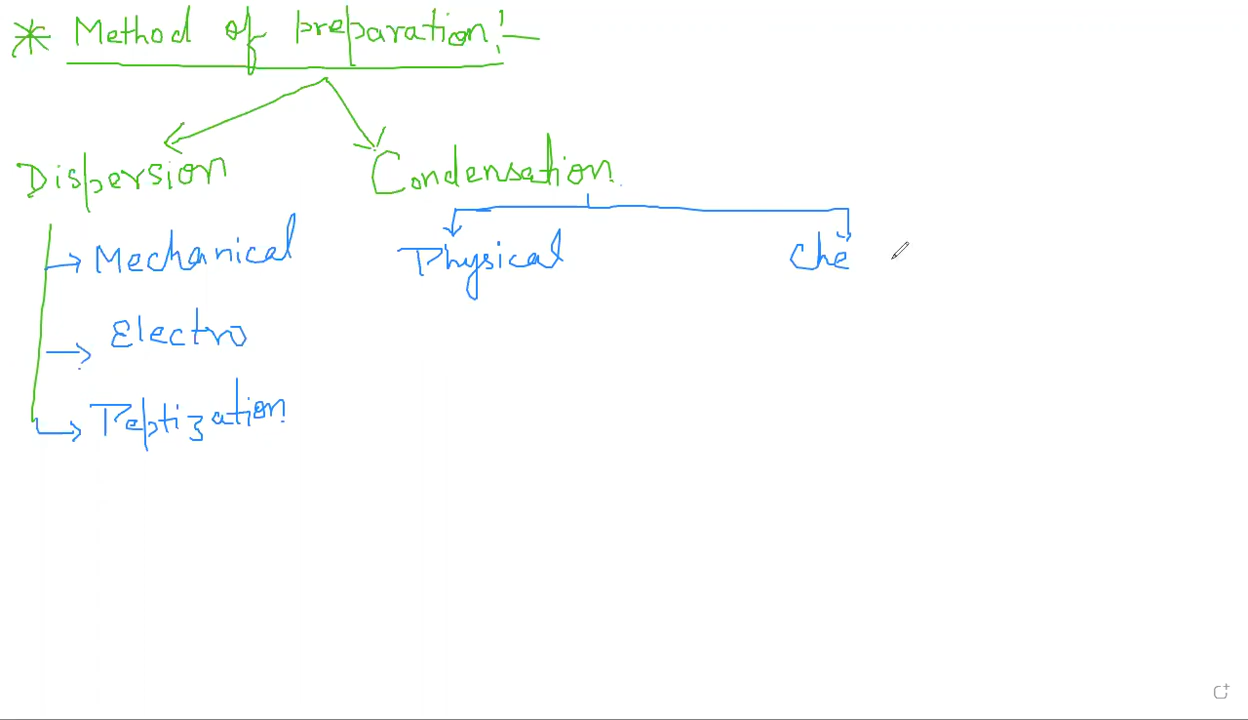 * Method of preparation:-
Dispersion Condensation.
Mechanical Physical Che
Electro
Peptization